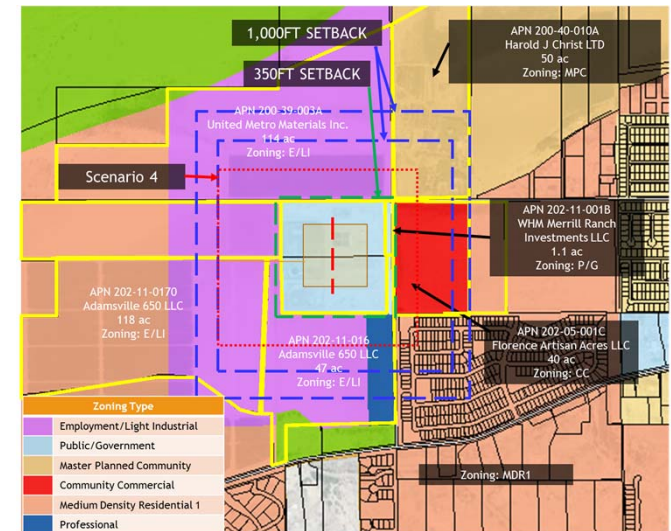 1,000FT SETBACK
350FT SETBACK
APN 200-40-010A
Harold J Christ LTD
50 ac
Zoning: MPC
APN 200-39-003A
United Metro Materials Inc.
114 ac
Zoning: E/LI
Scenario 4
APN 202-11-001B
WHM Merrill Ranch
Investments LLC
1.1 ac
Zoning: P/G
APN 202-11-0170
Adamsville 650 LLC
118 ac
Zoning: E/LI
APN 202-11-016
Adamsville 650 LLC
47 ac
Zoning: E/LI
APN 202-05-001C
Florence Artisan Acres LLC
40 ac
Zoning: CC
Zoning: MDR1
Zoning Type
Employment/Light Industrial
Public/Government
Master Planned Community
Community Commercial
Medium Density Residential 1
Professional